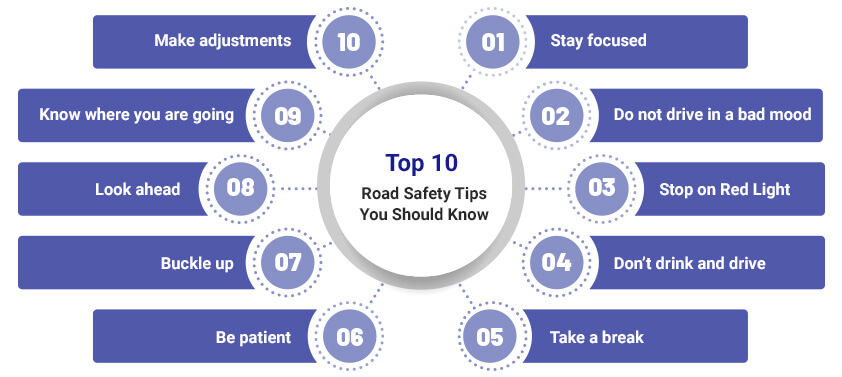 Top 10
Road Safety Tips
You Should Know
01
Stay focused
02
Do not drive in a bad mood
03
Stop on Red Light
04
Don’t drink and drive
05
Take a break
06
Be patient
07
Buckle up
08
Look ahead
09
Know where you are going
10
Make adjustments